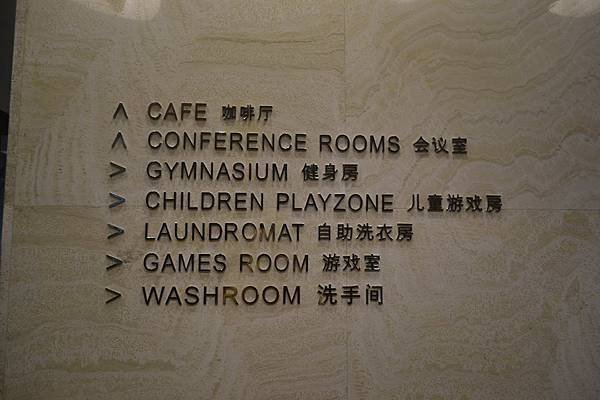 ∧ CAFE 咖啡厅
∧ CONFERENCE ROOMS 会议室
> GYMNASIUM 健身房
> CHILDREN PLAYZONE 儿童游戏房
> LAUNDROMAT 自助洗衣房
> GAMES ROOM 游戏室
> WASHROOM 洗手间